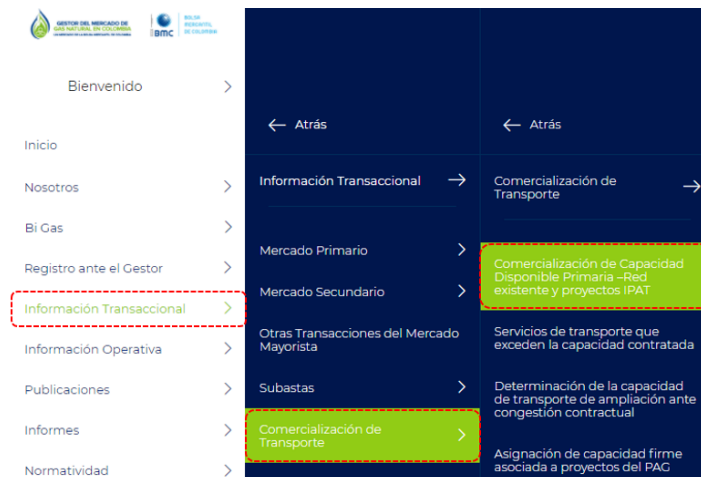 GESTOR DEL MERCADO DE
GAS NATURAL EN COLOMBIA
BMC
BOLSA
MERCANTIL
DE COLOMBIA
Bienvenido
Inicio
Nosotros
Bi Gas
Registro ante el Gestor
Información Transaccional
Información Operativa
Publicaciones
Informes
Normatividad
← Atrás
Información Transaccional →
Mercado Primario
Mercado Secundario
Otras Transacciones del Mercado
Mayorista
Subastas
Comercialización de
Transporte
← Atrás
Comercialización de
Transporte →
Comercialización de Capacidad
Disponible Primaria –Red
existente y proyectos IPAT
Servicios de transporte que
exceden la capacidad contratada
Determinación de la capacidad
de transporte de ampliación ante
congestión contractual
Asignación de capacidad firme
asociada a proyectos del PAG